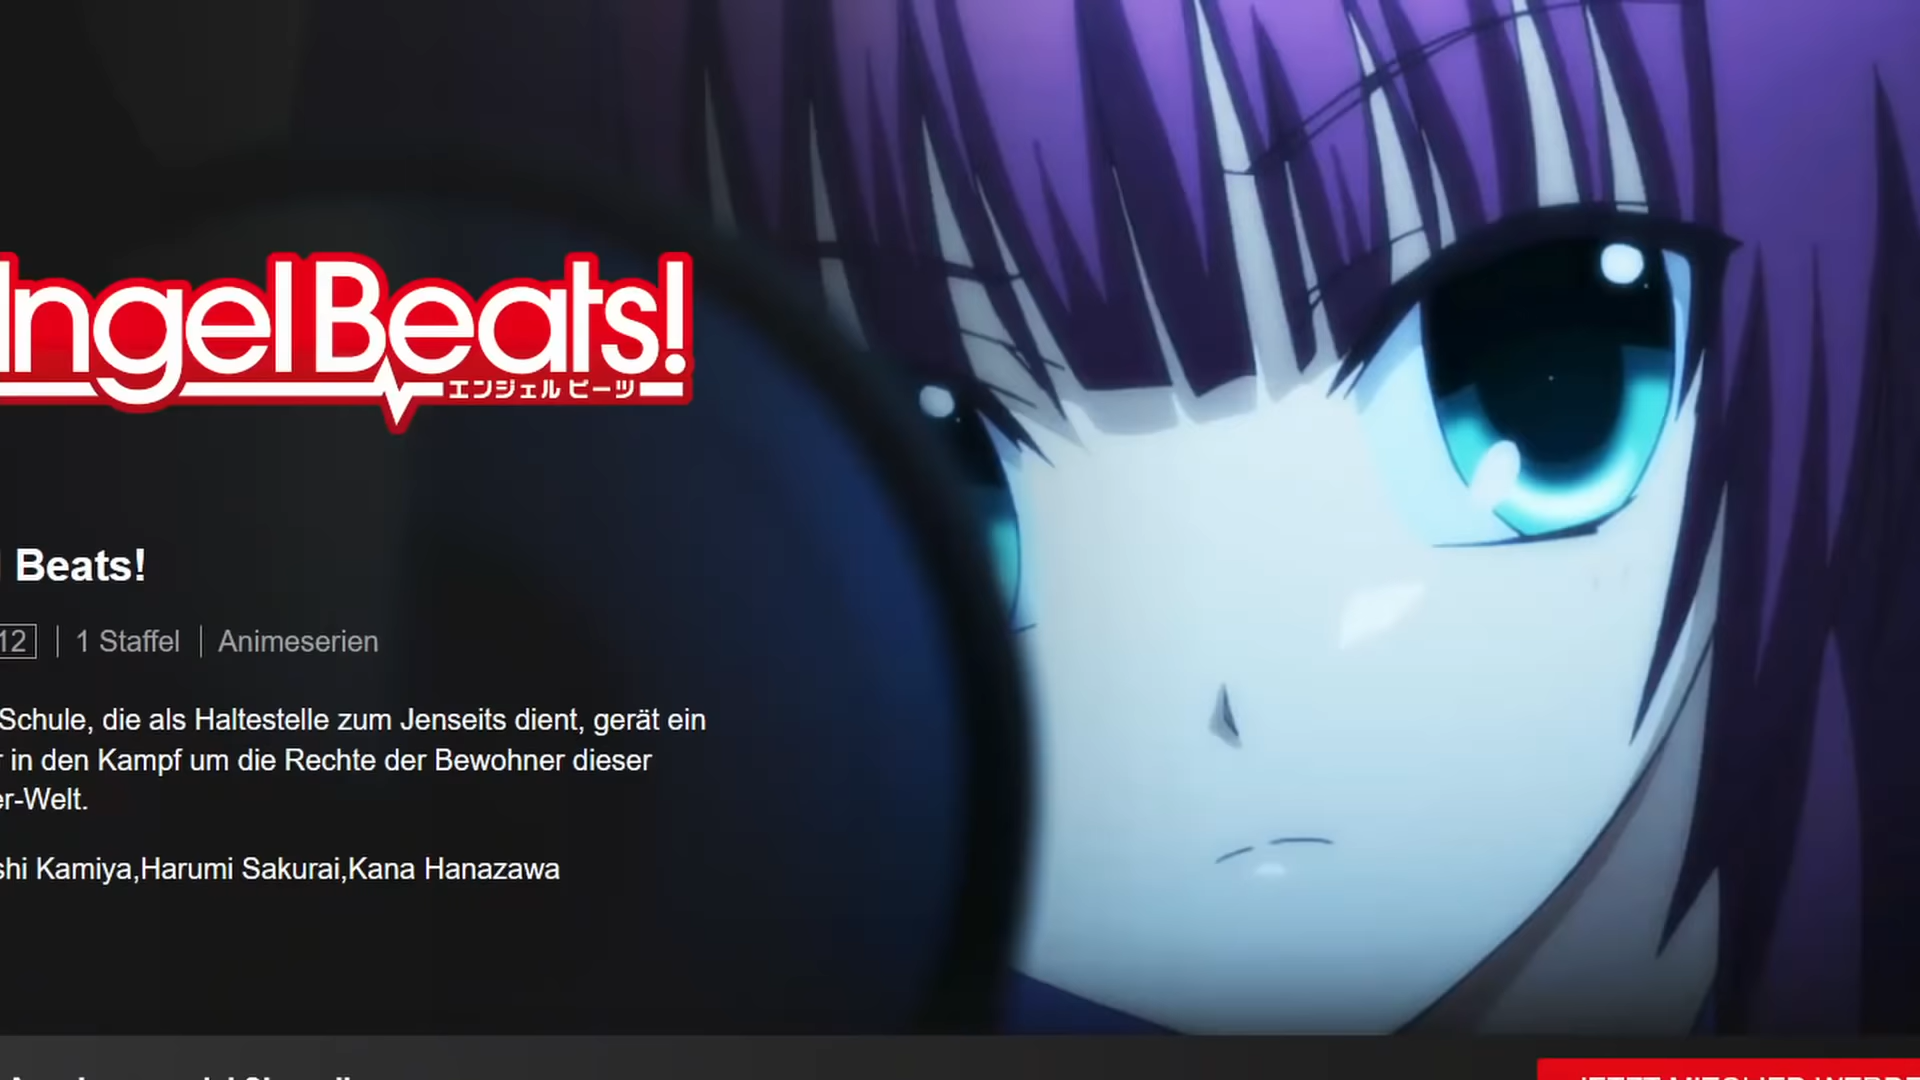 Angel Beats!
エンジェル ビーツ
Beats!
12 | 1 Staffel | Animeserien
Schule, die als Haltestelle zum Jenseits dient, gerät ein
in den Kampf um die Rechte der Bewohner dieser
er-Welt.
shi Kamiya,Harumi Sakurai,Kana Hanazawa